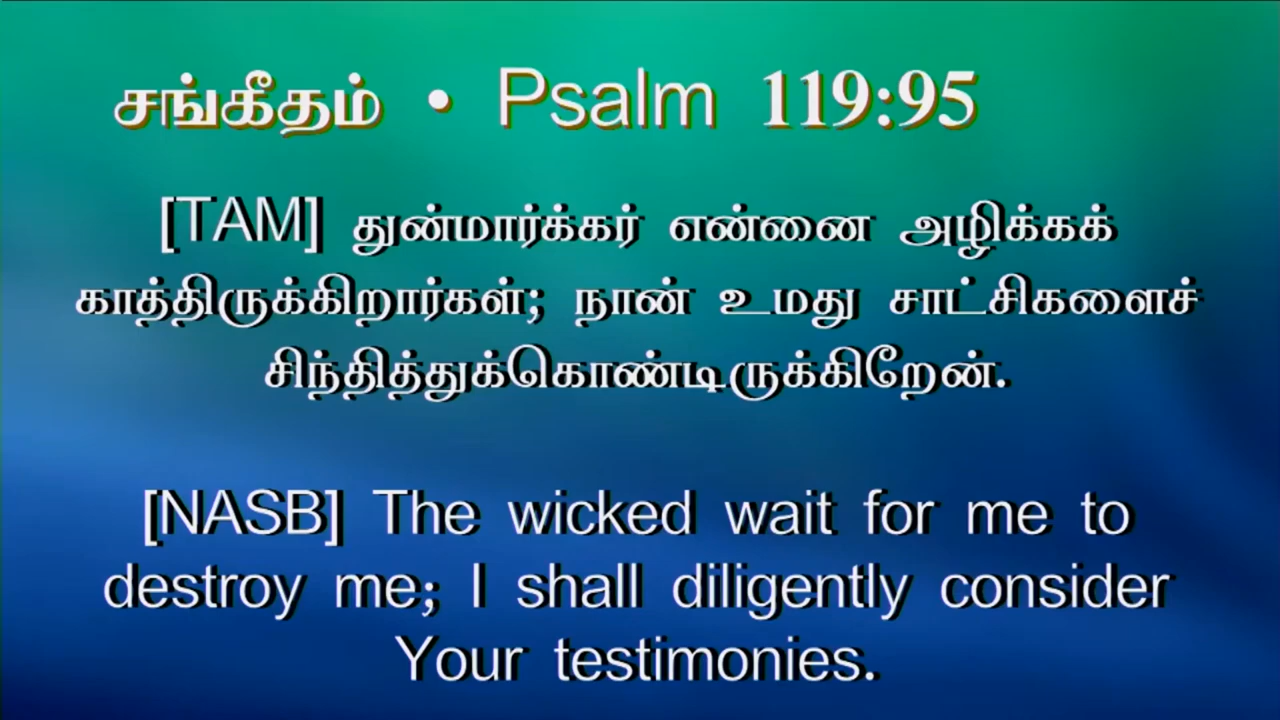 சங்கீதம் • Psalm 119:95
[TAM] துன்மார்க்கர் என்னை அழிக்கக்
காத்திருக்கிறார்கள்; நான் உமது சாட்சிகளைச்
சிந்தித்துக்கொண்டிருக்கிறேன்.
[NASB] The wicked wait for me to
destroy me; I shall diligently consider
Your testimonies.